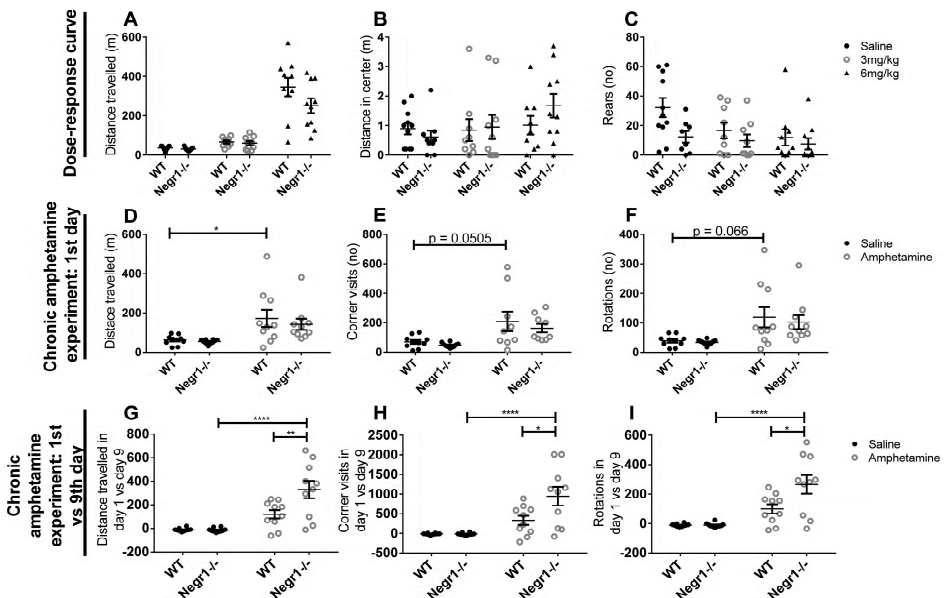 Dose-response curve
A
Distance travelled (m)
600
400
200
0
WT
Negr1-/-
WT
Negr1-/-
WT
Negr1-/-
B
Distance in center (m)
4
3
2
1
0
WT
Negr1-/-
WT
Negr1-/-
WT
Negr1-/-
C
Rears (no)
80
60
40
20
0
WT
Negr1-/-
WT
Negr1-/-
WT
Negr1-/-
Saline
3mg/kg
6mg/kg
Chronic amphetamine
experiment: 1st day
D
Distace travelled (m)
600
400
200
0
*
WT
Negr1-/-
WT
Negr1-/-
E
Corner visits (no)
800
600
400
200
0
p = 0.0505
WT
Negr1-/-
WT
Negr1-/-
F
Rotations (no)
400
300
200
100
0
p = 0.066
WT
Negr1-/-
WT
Negr1-/-
Saline
Amphetamine
Chronic
amphetamine
experiment: 1st
vs 9th day
G
Distance travelled in
day 1 vs day 9
800
600
400
200
0
-200
****
**
WT
Negr1-/-
WT
Negr1-/-
H
Corner visits in
day 1 vs day 9
2500
2000
1500
1000
500
0
-500
****
*
WT
Negr1-/-
WT
Negr1-/-
I
Rotations in
day 1 vs day 9
600
400
200
0
-200
****
*
WT
Negr1-/-
WT
Negr1-/-
Saline
Amphetamine